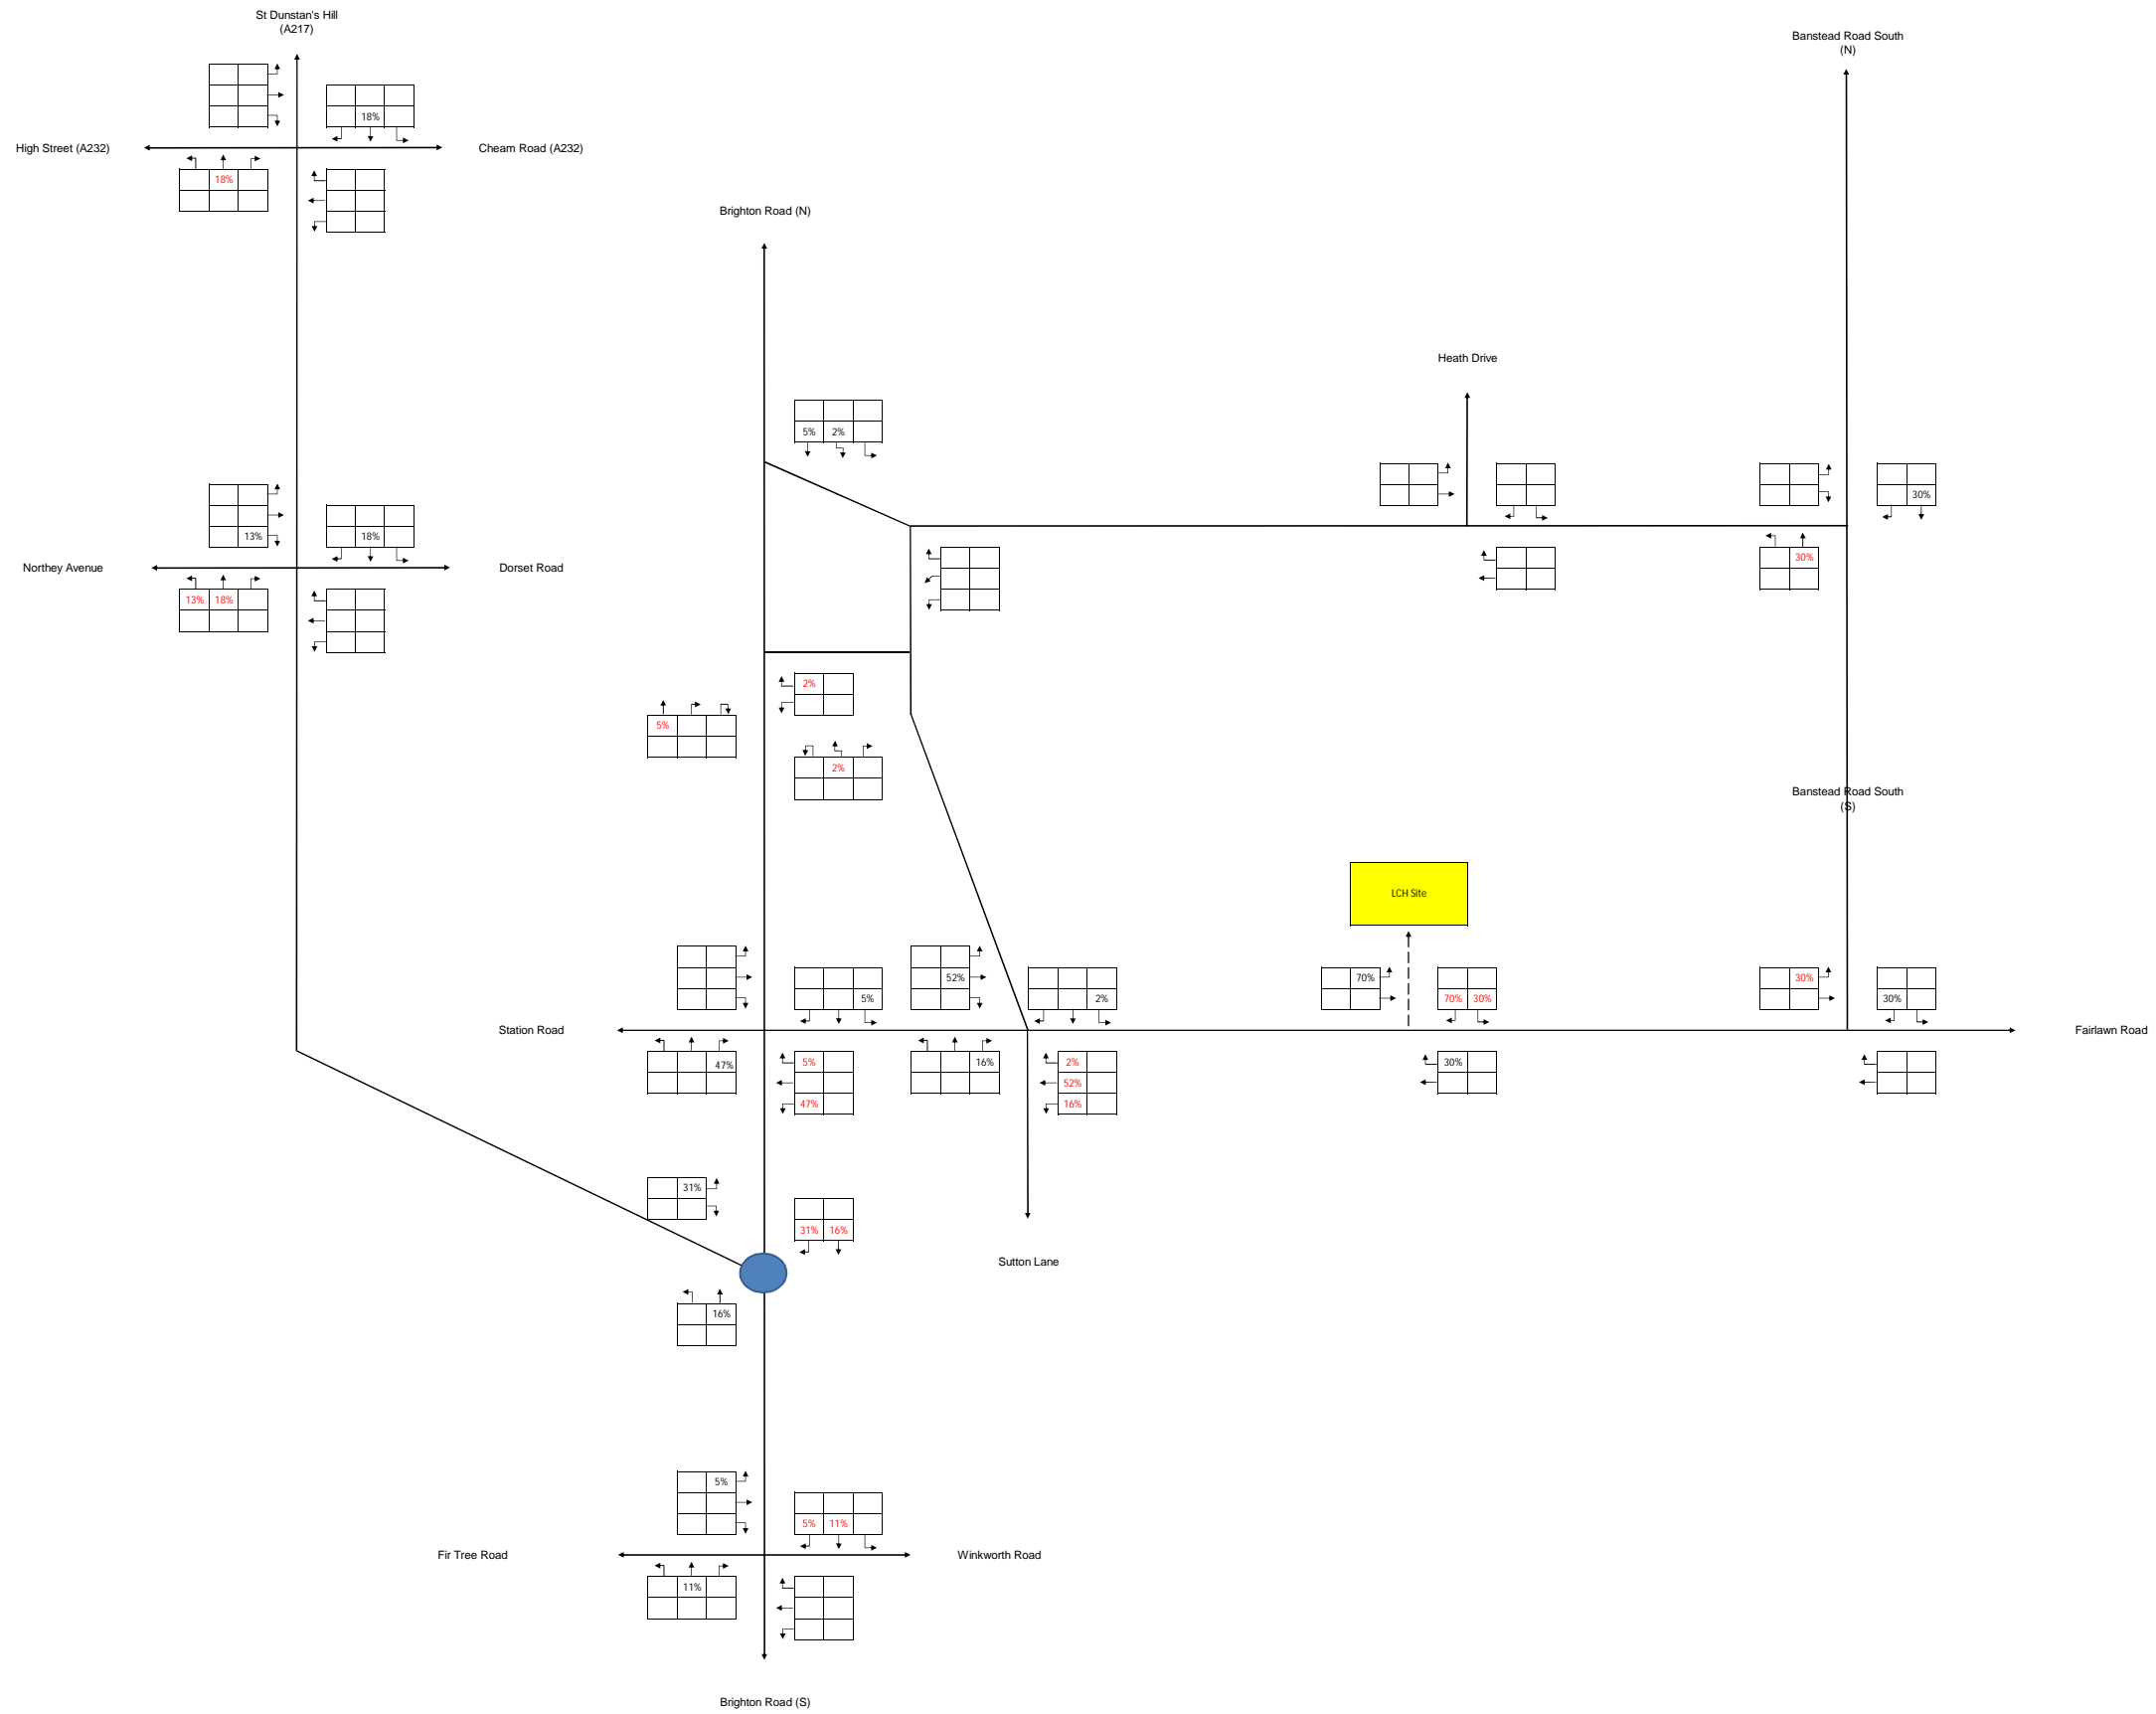 St Dunstan's Hill
(A217)
Banstead Road South
(N)
18%
High Street (A232)
Cheam Road (A232)
18%
Brighton Road (N)
Heath Drive
5% 2%
30%
13%
18%
Northey Avenue
Dorset Road
30%
13% 18%
2%
5%
2%
Banstead Road South
(S)
LCH Site
52%
70%
30%
5%
2%
70% 30%
30%
Station Road
Fairlawn Road
47%
5%
16%
2%
30%
52%
47%
16%
31%
31% 16%
Sutton Lane
16%
5%
5% 11%
Fir Tree Road
Winkworth Road
11%
Brighton Road (S)